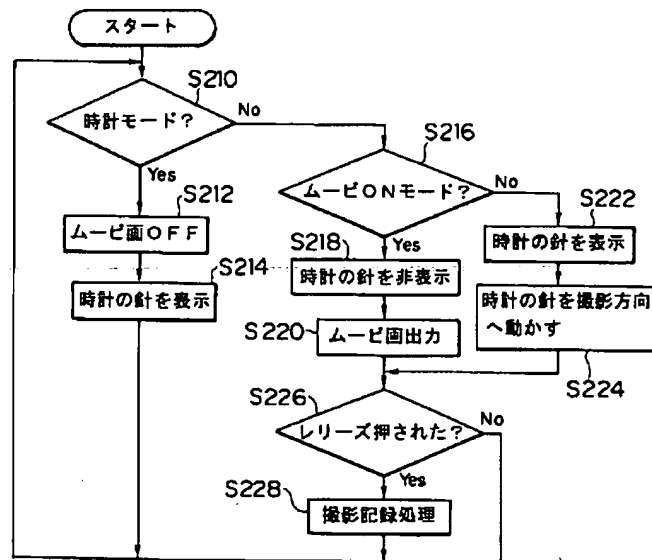 スタート
S210
時計モード？
No
Yes
S212
ムービ画OFF
S214
時計の針を表示
S216
ムービONモード？
No
Yes
S218
時計の針を非表示
S220
ムービ画出力
S222
時計の針を表示
時計の針を撮影方向
へ動かす
S224
S226
レリーズ押された？
No
Yes
S228
撮影記録処理